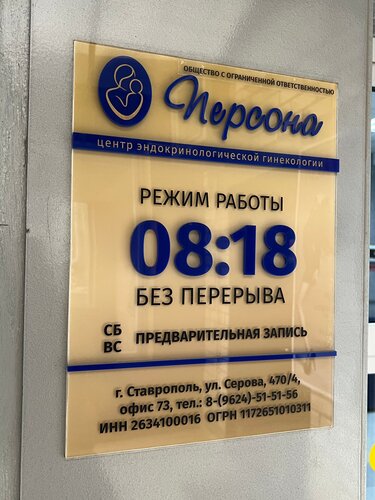 ОБЩЕСТВО С ОГРАНИЧЕННОЙ ОТВЕТСТВЕННОСТЬЮ
Персона
центр эндокринологической гинекологии
РЕЖИМ РАБОТЫ
08:18
БЕЗ ПЕРЕРЫВА
СБ
ВС ПРЕДВАРИТЕЛЬНАЯ ЗАПИСЬ
г. Ставрополь, ул. Серова, 470/4,
офис 73, тел.: 8-(9624)-51-51-56
ИНН 2634100016 ОГРН 1172651010311